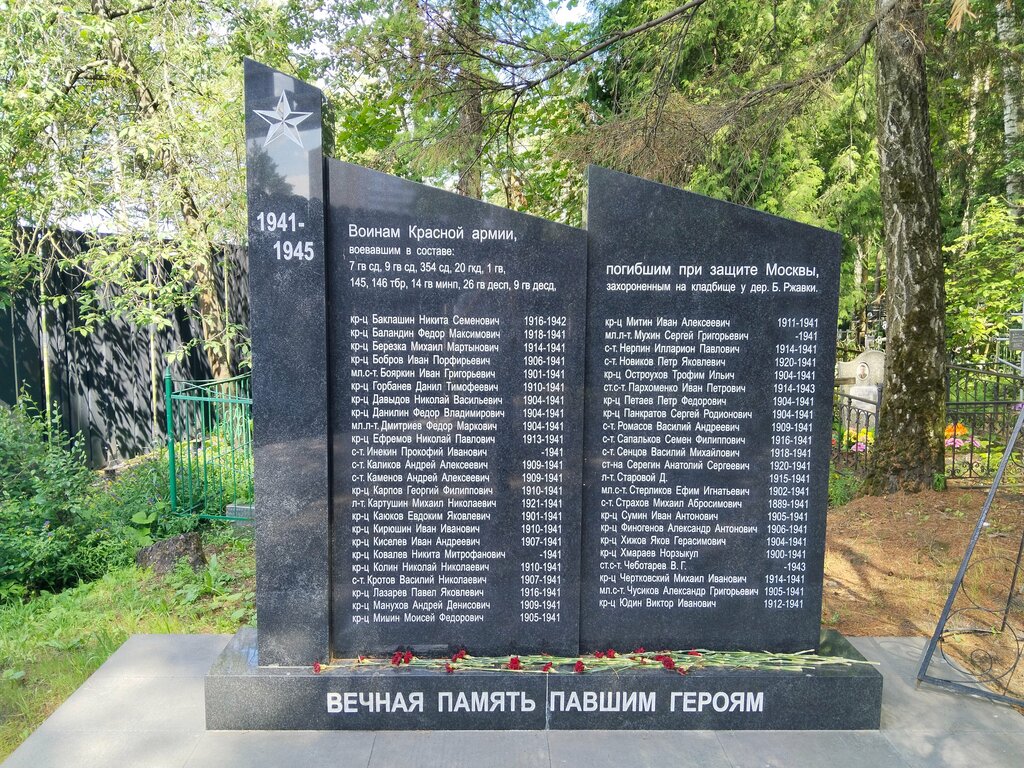 1941-
1945
Воинам Красной армии,
воевавшим в составе:
7 гв сд, 9 гв сд, 354 сд, 20 гкд, 1 гв,
145, 146 тбр, 14 гв минп, 26 гв десп, 9 гв десд,
кр-ц Баклашин Никита Семенович 1916-1942
кр-ц Баландин Федор Максимович 1918-1941
кр-ц Березка Михаил Мартынович 1914-1941
кр-ц Бобров Иван Порфирьевич 1906-1941
мл.с-т Бояркин Иван Григорьевич 1901-1941
кр-ц Горбанев Данил Тимофеевич 1910-1941
кр-ц Давыдов Николай Васильевич 1904-1941
кр-ц Данилин Федор Владимирович 1904-1941
мл.л-т Дмитриев Федор Маркович 1904-1941
кр-ц Ефремов Николай Павлович 1913-1941
с-т. Инекин Прокофий Иванович -1941
с-т. Каликов Андрей Алексеевич 1909-1941
с-т. Каменов Андрей Алексеевич 1909-1941
кр-ц Карпов Георгий Филиппович 1910-1941
л-т Картушин Михаил Николаевич 1921-1941
кр-ц Каюков Евдоким Яковлевич 1901-1941
кр-ц Кирюшин Иван Иванович 1910-1941
кр-ц Киселев Иван Андреевич 1907-1941
кр-ц Ковалев Никита Митрофанович -1941
кр-ц Колин Николай Николаевич 1910-1941
с-т. Кротов Василий Николаевич 1907-1941
кр-ц Лазарев Павел Яковлевич 1916-1941
кр-ц Манухов Андрей Денисович 1909-1941
кр-ц Мишин Моисей Федорович 1905-1941
погибшим при защите Москвы,
захороненным на кладбище у дер. Б. Ржавки.
кр-ц Митин Иван Алексеевич 1911-1941
мл.л-т. Мухин Сергей Григорьевич -1941
с-т. Нерпин Илларион Павлович 1914-1941
с-т. Новиков Петр Яковлевич 1920-1941
кр-ц Остроухов Трофим Ильич 1904-1941
ст.с-т. Пархоменко Иван Петрович 1914-1943
кр-ц Петаев Петр Федорович 1904-1941
кр-ц Панкратов Сергей Родионович 1904-1941
с-т. Ромасов Василий Андреевич 1909-1941
с-т. Сапальков Семен Филиппович 1916-1941
с-т. Сенцов Василий Михайлович 1918-1941
ст-на Серегин Анатолий Сергеевич 1920-1941
л-т. Старовой Д. 1915-1941
мл.с-т. Стерликов Ефим Игнатьевич 1902-1941
с-т. Страхов Михаил Абросимович 1889-1941
кр-ц Сумин Иван Антонович 1905-1941
кр-ц Финогенов Александр Антонович 1906-1941
кр-ц Хижов Яков Герасимович 1904-1941
кр-ц Хмараев Норзыкул 1900-1941
ст.с-т. Чеботарев В. Г. -1943
кр-ц Чертковский Михаил Иванович 1914-1941
мл.с-т. Чусиков Александр Григорьевич 1905-1941
кр-ц Юдин Виктор Иванович 1912-1941
ВЕЧНАЯ ПАМЯТЬ ПАВШИМ ГЕРОЯМ